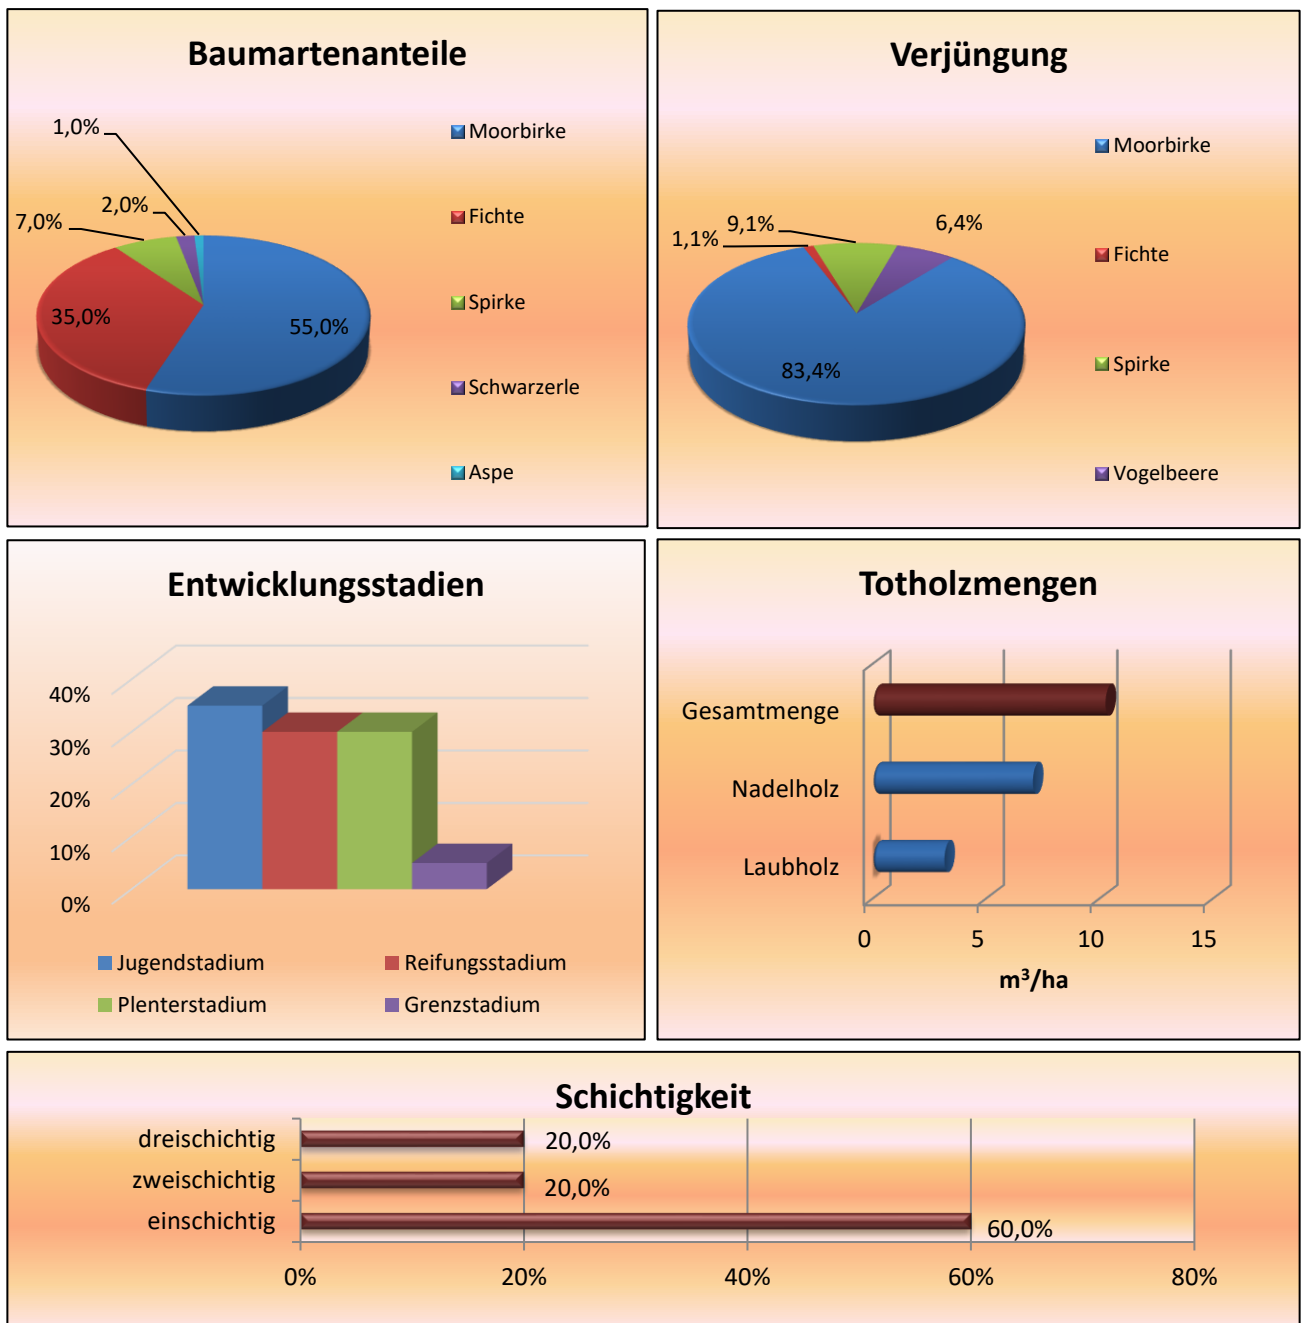 Baumartenanteile
1,0%
2,0%
7,0%
35,0%
55,0%
Moorbirke
Fichte
Spirke
Schwarzerle
Aspe
Verjüngung
9,1%
6,4%
1,1%
83,4%
Moorbirke
Fichte
Spirke
Vogelbeere
Entwicklungsstadien
40%
30%
20%
10%
0%
Jugendstadium
Reifungsstadium
Plenterstadium
Grenzstadium
Totholzmengen
Gesamtmenge
Nadelholz
Laubholz
0 5 10 15
m³/ha
Schichtigkeit
dreischichtig 20,0%
zweischichtig 20,0%
einschichtig 60,0%
0% 20% 40% 60% 80%